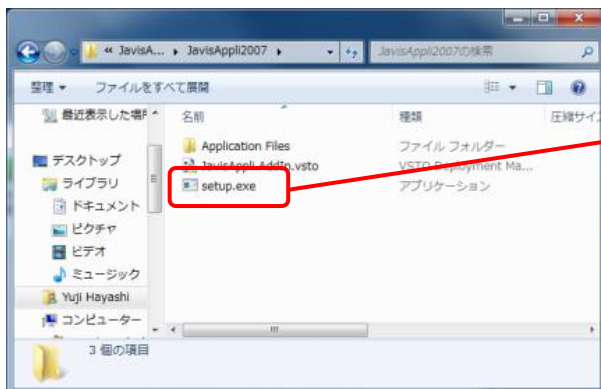 « JavisA... ▸ JavisAppli2007 ▸
JavisAppli2007の検索
整理 ▼ ファイルをすべて展開
最近表示した場所
デスクトップ
ライブラリ
ドキュメント
ピクチャ
ビデオ
ミュージック
Yuji Hayashi
コンピューター
名前 種類 圧縮サイズ
Application Files ファイル フォルダー
JavisAppli AddIn.vsto VSTO Deployment Ma...
setup.exe アプリケーション
3 個の項目